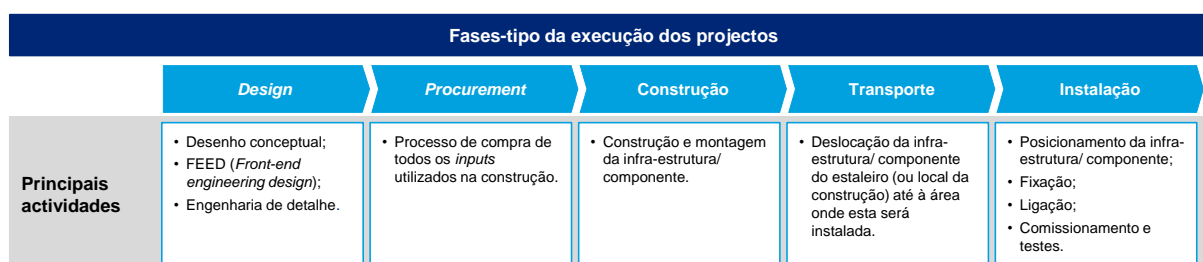 Fases-tipo da execução dos projectos
Design
Procurement
Construção
Transporte
Instalação
Principais
actividades
• Desenho conceptual;
• FEED (Front-end
engineering design);
• Engenharia de detalhe.
• Processo de compra de
todos os inputs
utilizados na construção.
• Construção e montagem
da infra-estrutura/
componente.
• Deslocação da infra-
estrutura/ componente
do estaleiro (ou local da
construção) até à área
onde esta será
instalada.
• Posicionamento da infra-
estrutura/ componente;
• Fixação;
• Ligação;
• Comissionamento e
testes.